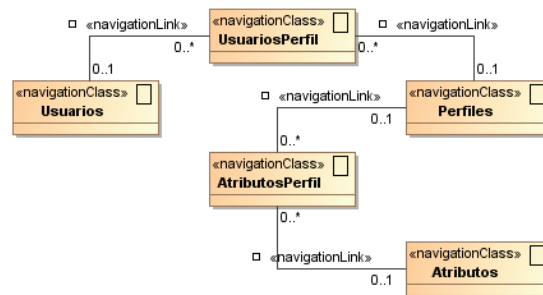 «navigationLink»
«navigationClass»
UsuariosPerfil
«navigationLink»
0..*
0..*
0..1
0..1
«navigationClass»
Usuarios
«navigationLink»
«navigationClass»
Perfiles
0..1
0..*
«navigationClass»
AtributosPerfil
0..*
«navigationLink»
«navigationClass»
Atributos
0..1